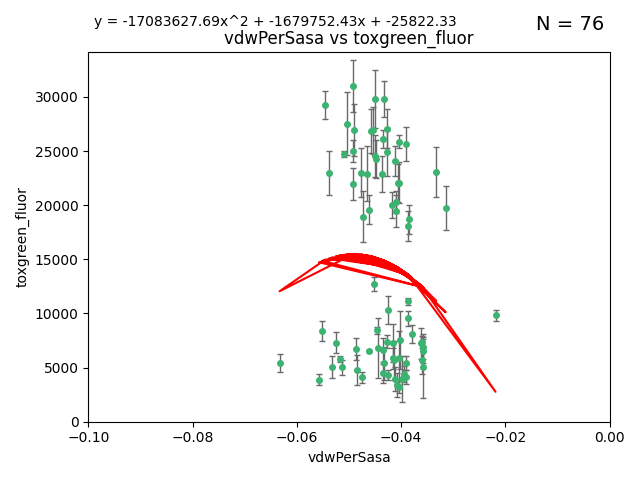 y = -17083627.69x^2 + -1679752.43x + -25822.33
N = 76
vdwPerSasa vs toxgreen_fluor
30000
25000
20000
15000
10000
5000
0
toxgreen_fluor
−0.10 −0.08 −0.06 −0.04 −0.02 0.00
vdwPerSasa